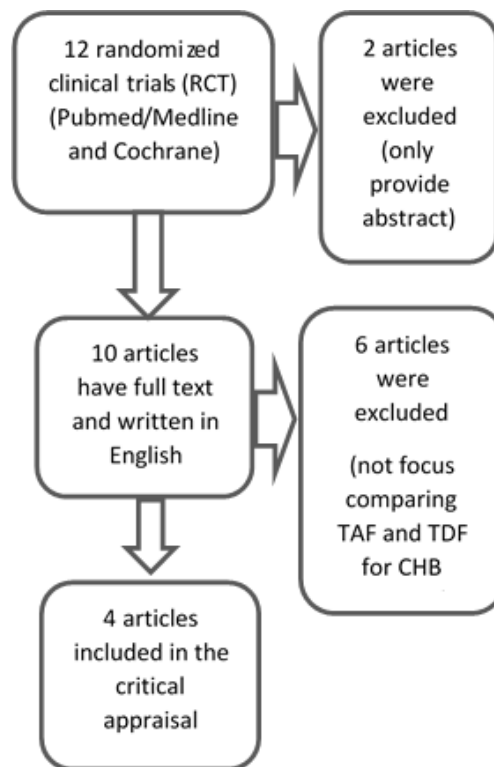 12 randomized
clinical trials (RCT)
(Pubmed/Medline
and Cochrane)
2 articles
were
excluded
(only
provide
abstract)
10 articles
have full text
and written in
English
6 articles
were
excluded
(not focus
comparing
TAF and TDF
for CHB
4 articles
included in the
critical
appraisal